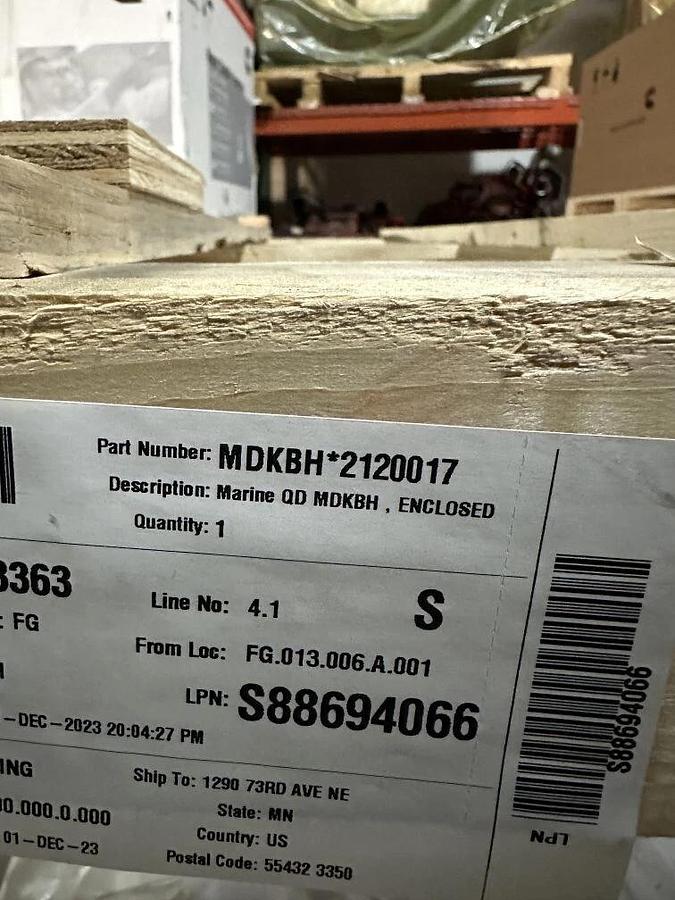 Part Number: MDKBH*2120017
Description: Marine QD MDKBH , ENCLOSED
Quantity: 1
3363
Line No: 4.1
S
: FG
From Loc: FG.013.006.A.001
LPN: S88694066
–DEC–2023 20:04:27 PM
ING
Ship To: 1290 73RD AVE NE
00.000.0.000
State: MN
01–DEC–23
Country: US
Postal Code: 55432 3350
S88694066
LPN